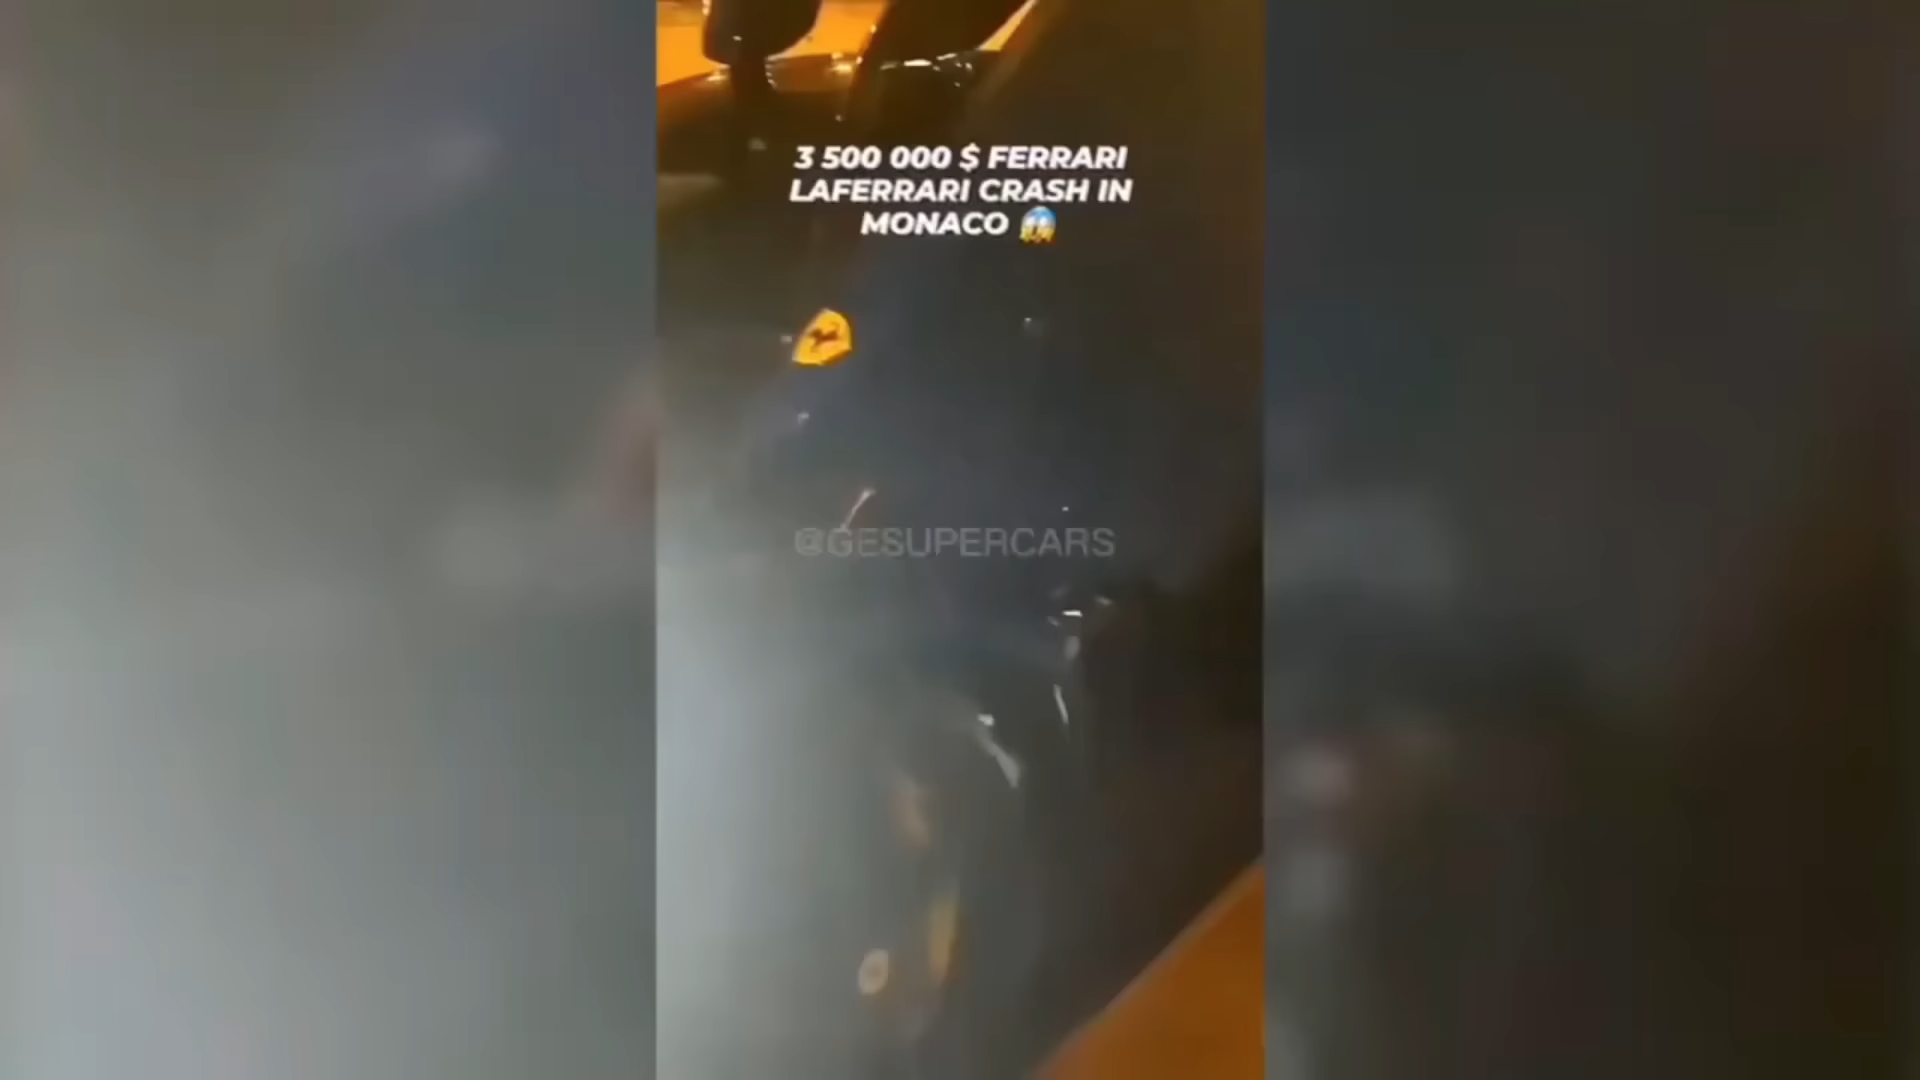 3 500 000 $ FERRARI
LAFERRARI CRASH IN
MONACO 😱
@GESUPERCARS